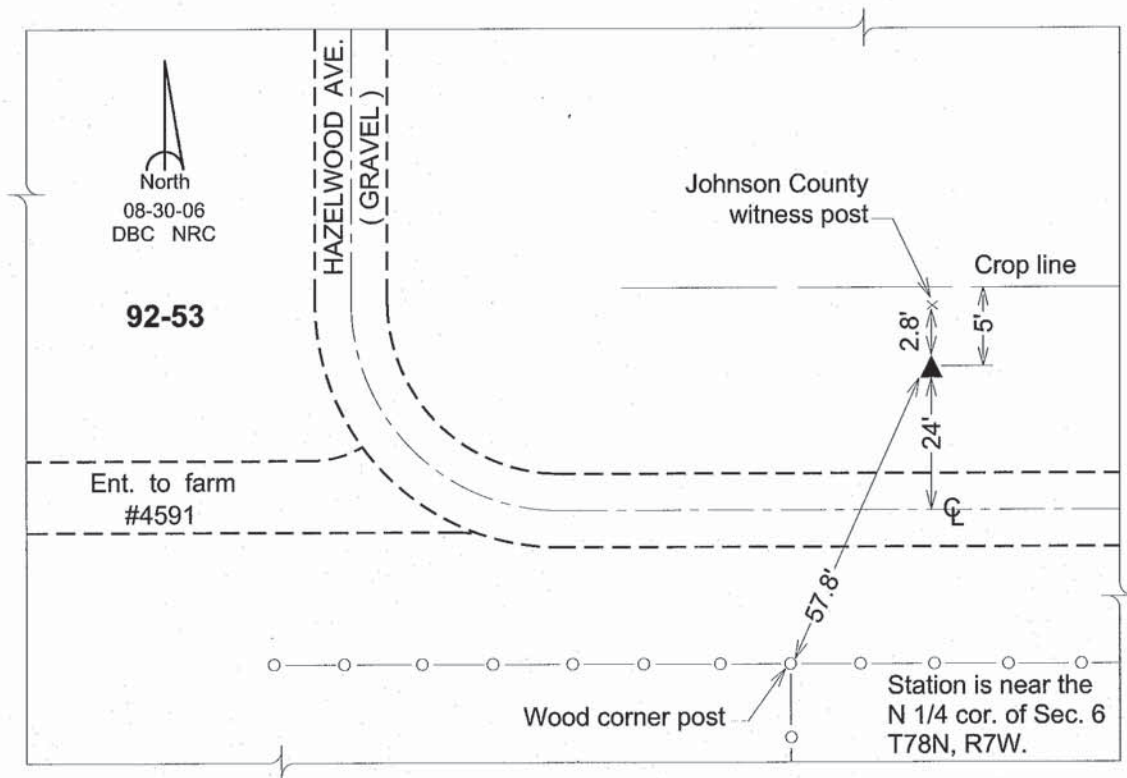 North
08-30-06
DBC NRC
92-53
HAZELWOOD AVE.
( GRAVEL )
Johnson County
witness post
Crop line
2.8'
5'
24'
℄
Ent. to farm
#4591
57.8'
Wood corner post
Station is near the
N 1/4 cor. of Sec. 6
T78N, R7W.